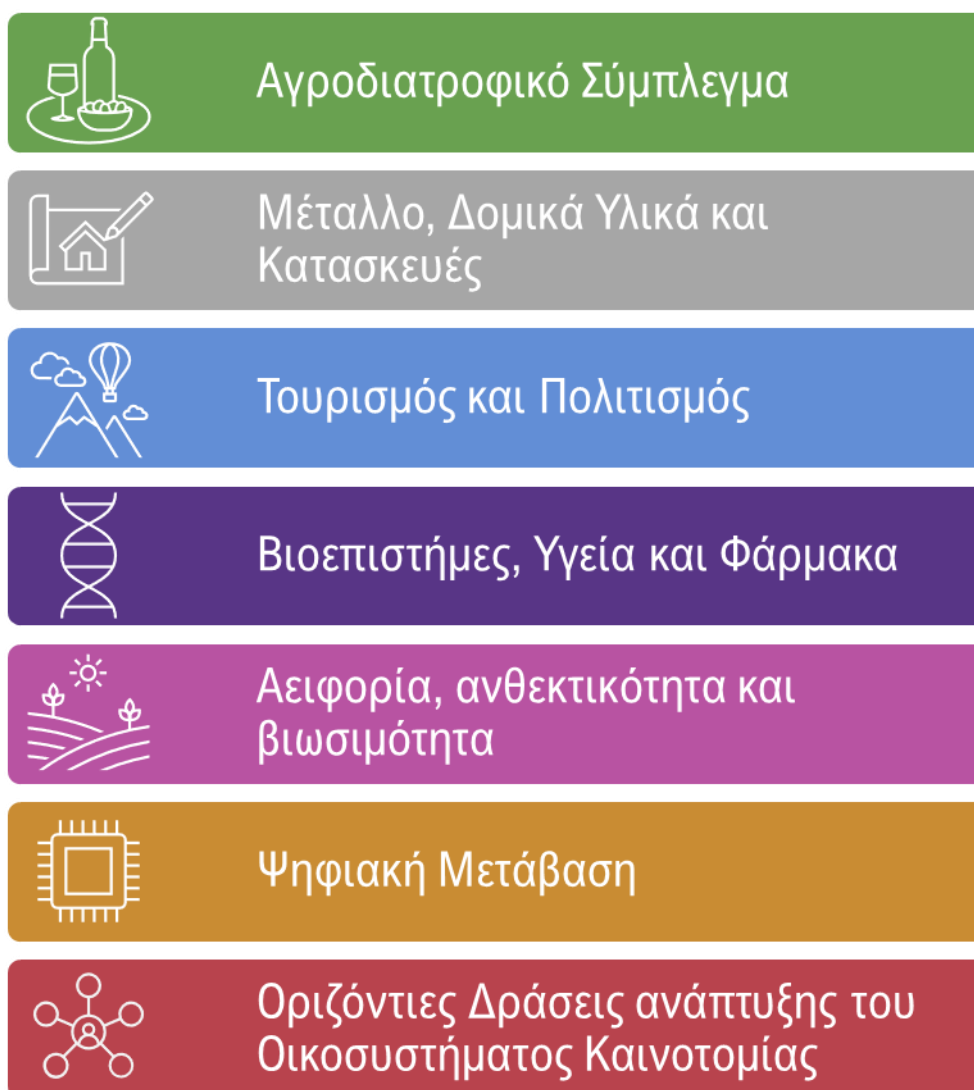 Αγροδιατροφικό Σύμπλεγμα
Μέταλλο, Δομικά Υλικά και
Κατασκευές
Τουρισμός και Πολιτισμός
Βιοεπιστήμες, Υγεία και Φάρμακα
Αειφορία, ανθεκτικότητα και
βιωσιμότητα
Ψηφιακή Μετάβαση
Οριζόντιες Δράσεις ανάπτυξης του
Οικοσυστήματος Καινοτομίας